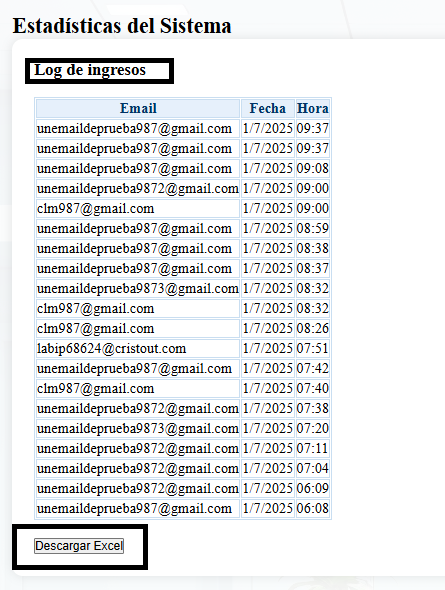 Estadísticas del Sistema
Log de ingresos
Email Fecha Hora
unemaildeprueba987@gmail.com 1/7/2025 09:37
unemaildeprueba987@gmail.com 1/7/2025 09:37
unemaildeprueba987@gmail.com 1/7/2025 09:08
unemaildeprueba9872@gmail.com 1/7/2025 09:00
clm987@gmail.com 1/7/2025 09:00
unemaildeprueba987@gmail.com 1/7/2025 08:59
unemaildeprueba987@gmail.com 1/7/2025 08:38
unemaildeprueba987@gmail.com 1/7/2025 08:37
unemaildeprueba9873@gmail.com 1/7/2025 08:32
clm987@gmail.com 1/7/2025 08:32
clm987@gmail.com 1/7/2025 08:26
labip68624@cristout.com 1/7/2025 07:51
unemaildeprueba987@gmail.com 1/7/2025 07:42
clm987@gmail.com 1/7/2025 07:40
unemaildeprueba9872@gmail.com 1/7/2025 07:38
unemaildeprueba9873@gmail.com 1/7/2025 07:20
unemaildeprueba9872@gmail.com 1/7/2025 07:11
unemaildeprueba9872@gmail.com 1/7/2025 07:04
unemaildeprueba9872@gmail.com 1/7/2025 06:09
unemaildeprueba987@gmail.com 1/7/2025 06:08
Descargar Excel